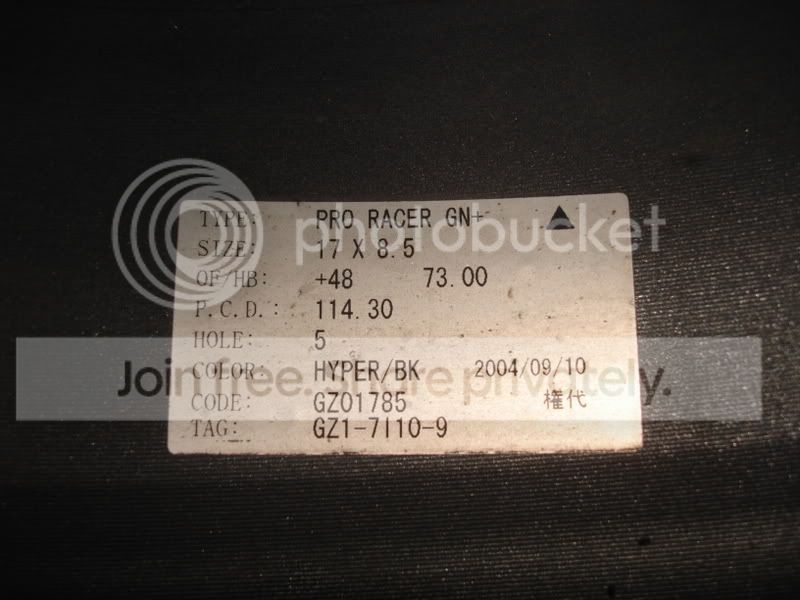 TYPE: PRO RACER GN+ ▲
SIZE: 17 X 8.5
OF/HB: +48 73.00
P.C.D.: 114.30
HOLE: 5
COLOR: HYPER/BK 2004/09/10
CODE: GZ01785 権代
TAG: GZ1-7I10-9
photobucket
Join free. Share privately.